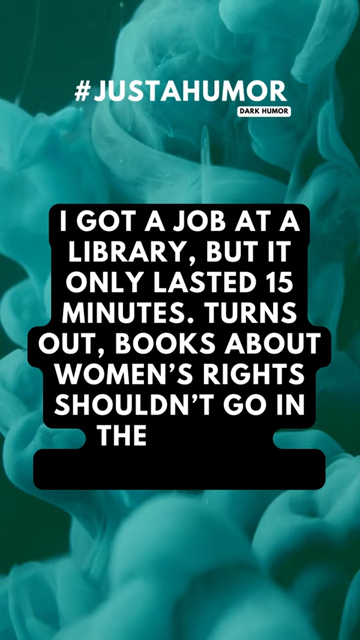 #JUSTAHUMOR
DARK HUMOR
I GOT A JOB AT A
LIBRARY, BUT IT
ONLY LASTED 15
MINUTES. TURNS
OUT, BOOKS ABOUT
WOMEN’S RIGHTS
SHOULDN’T GO IN
THE